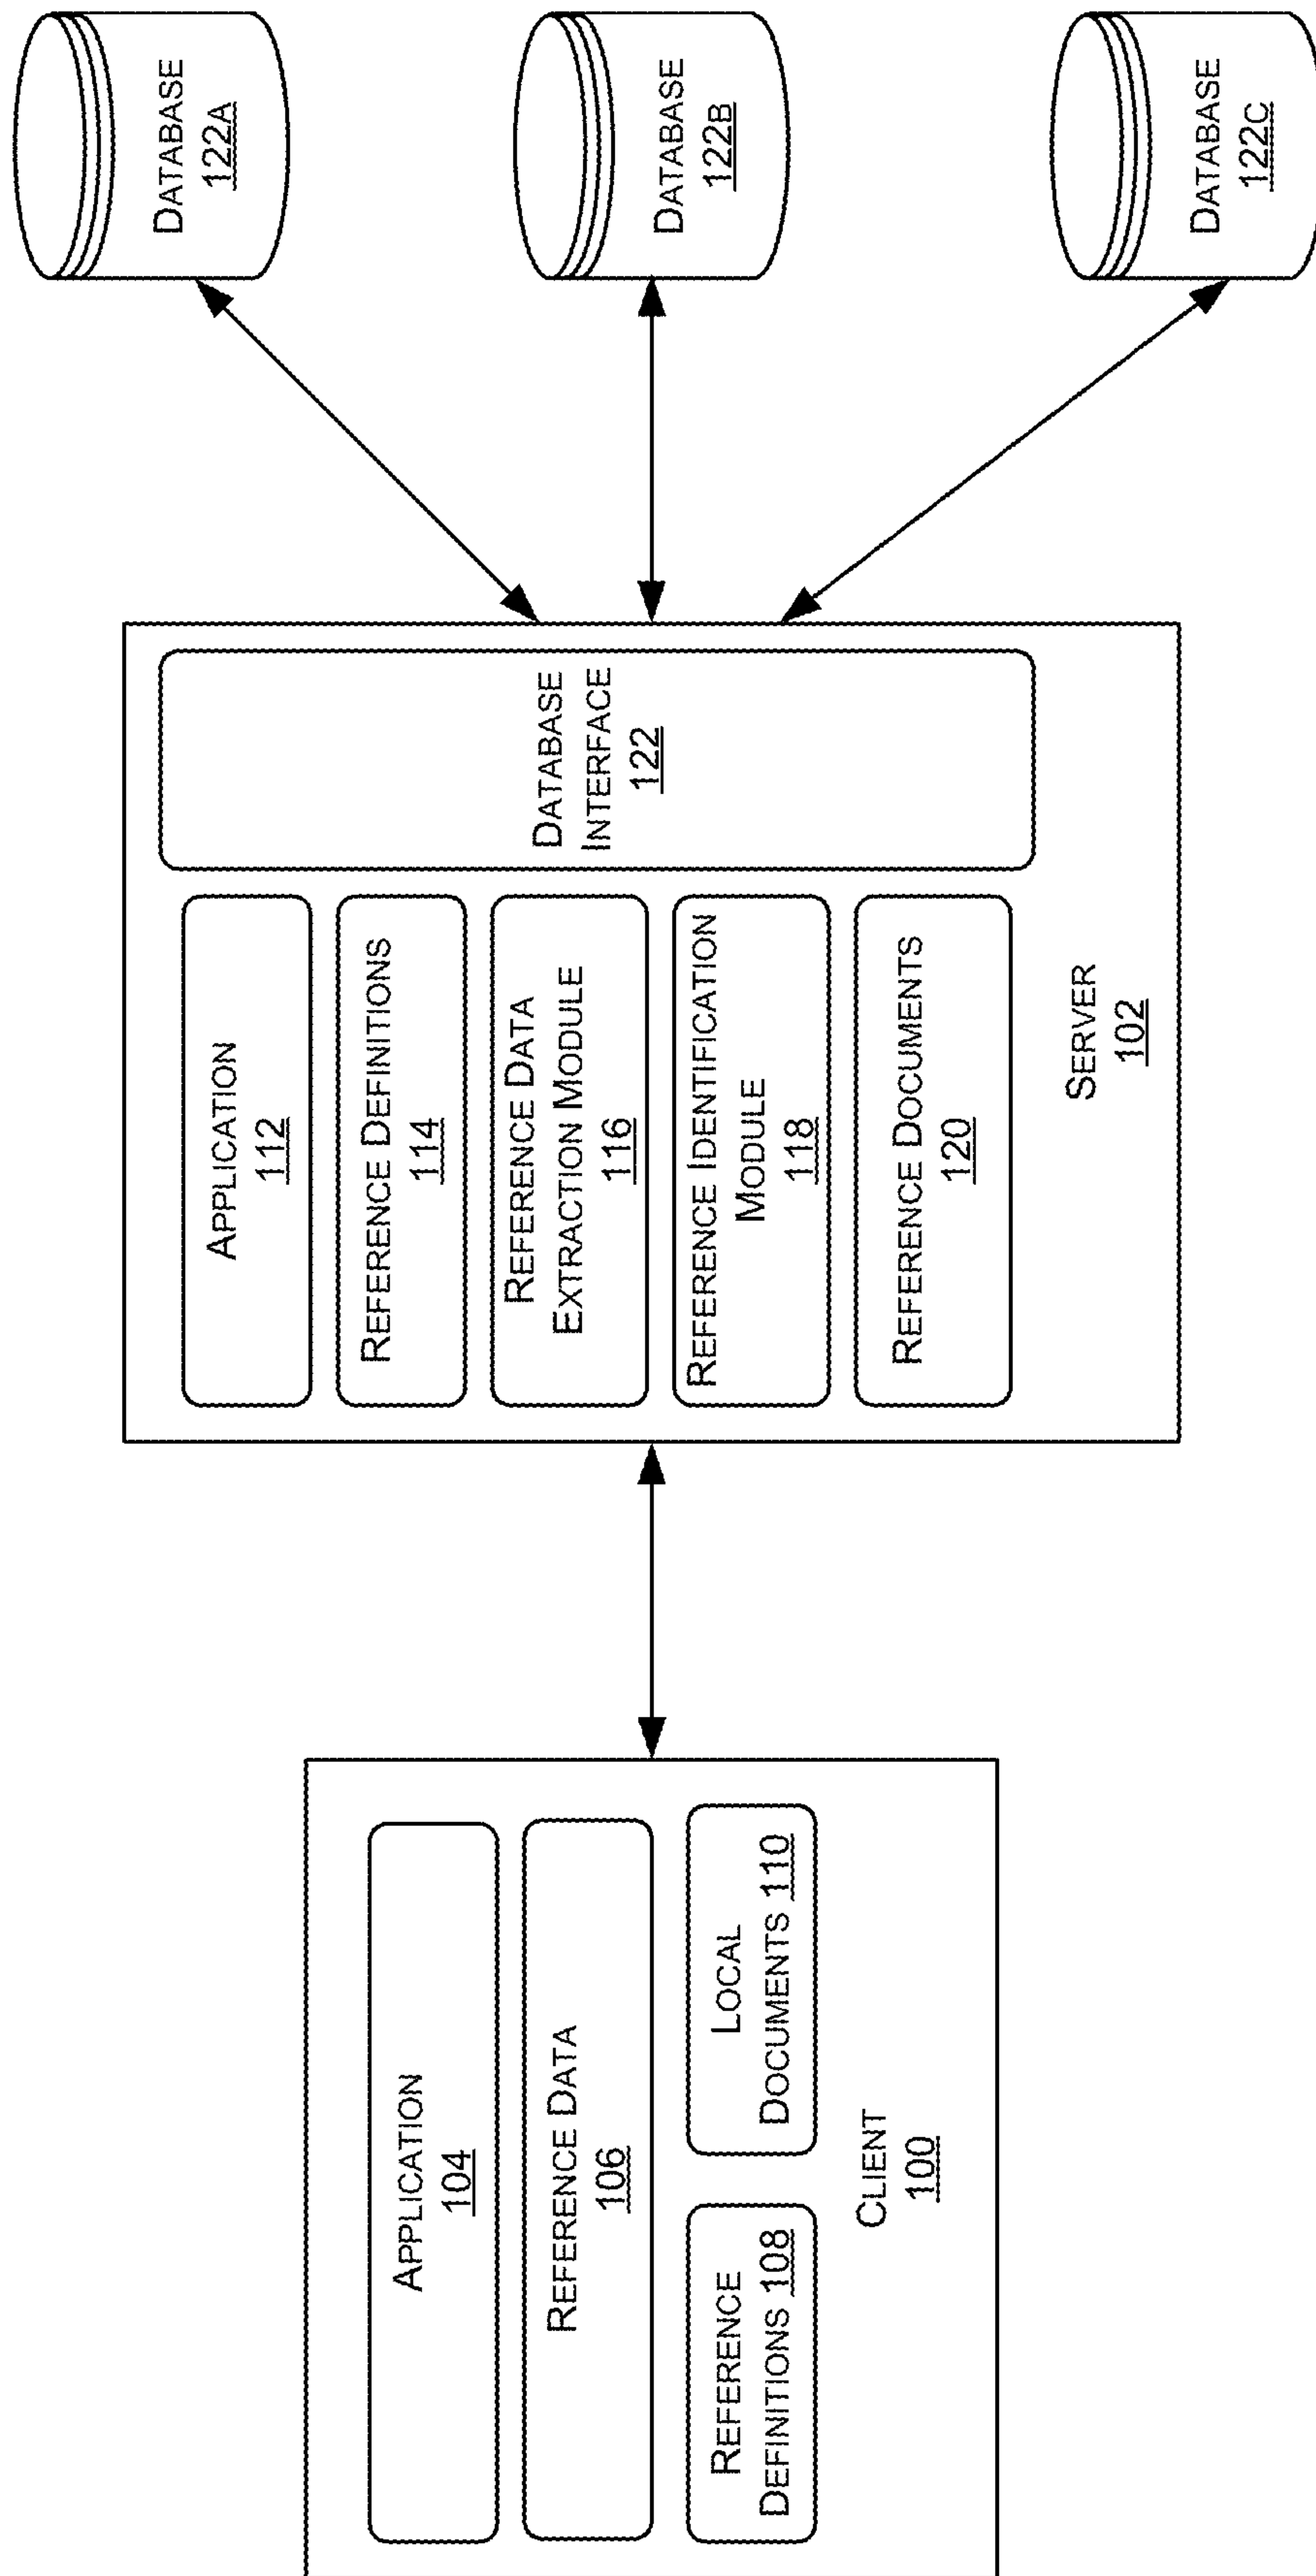 APPLICATION
104
REFERENCE DATA
106
REFERENCE
DEFINITIONS 108
LOCAL
DOCUMENTS 110
CLIENT
100
APPLICATION
112
REFERENCE DEFINITIONS
114
REFERENCE DATA
EXTRACTION MODULE
116
REFERENCE IDENTIFICATION
MODULE
118
REFERENCE DOCUMENTS
120
SERVER
102
DATABASE
INTERFACE
122
DATABASE
122A
DATABASE
122B
DATABASE
122C